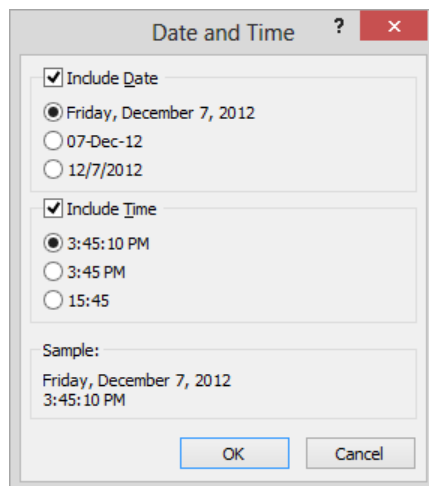 Date and Time ?
Include Date
Friday, December 7, 2012
07-Dec-12
12/7/2012
Include Time
3:45:10 PM
3:45 PM
15:45
Sample:
Friday, December 7, 2012
3:45:10 PM
OK Cancel